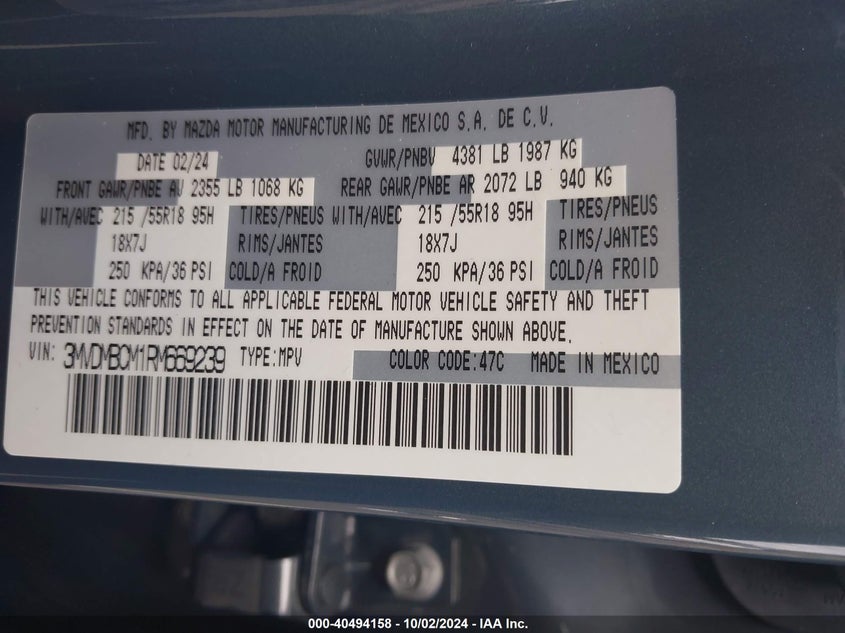 MFD. BY MAZDA MOTOR MANUFACTURING DE MEXICO S.A. DE C.V.
DATE 02/24 GVWR/PNBV 4381 LB 1987 KG
FRONT GAWR/PNBE AV 2355 LB 1068 KG REAR GAWR/PNBE AR 2072 LB 940 KG
WITH/AVEC 215 /55R18 95H TIRES/PNEUS WITH/AVEC 215 /55R18 95H TIRES/PNEUS
18X7J RIMS/JANTES 18X7J RIMS/JANTES
250 KPA/36 PSI COLD/A FROID 250 KPA/36 PSI COLD/A FROID
THIS VEHICLE CONFORMS TO ALL APPLICABLE FEDERAL MOTOR VEHICLE SAFETY AND THEFT
PREVENTION STANDARDS IN EFFECT ON THE DATE OF MANUFACTURE SHOWN ABOVE.
VIN: 3MVDMBCM1RM669239 TYPE:MPV COLOR CODE:47C MADE IN MEXICO
000-40494158 - 10/02/2024 - IAA Inc.